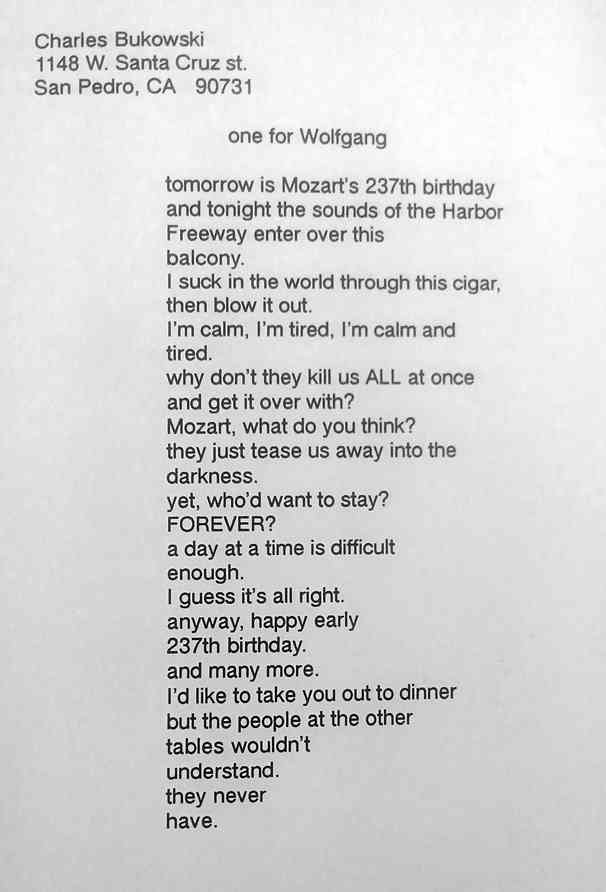 Charles Bukowski
1148 W. Santa Cruz st.
San Pedro, CA 90731
one for Wolfgang
tomorrow is Mozart's 237th birthday
and tonight the sounds of the Harbor
Freeway enter over this
balcony.
I suck in the world through this cigar,
then blow it out.
I'm calm, I'm tired, I'm calm and
tired.
why don't they kill us ALL at once
and get it over with?
Mozart, what do you think?
they just tease us away into the
darkness.
yet, who'd want to stay?
FOREVER?
a day at a time is difficult
enough.
I guess it's all right.
anyway, happy early
237th birthday.
and many more.
I'd like to take you out to dinner
but the people at the other
tables wouldn't
understand.
they never
have.